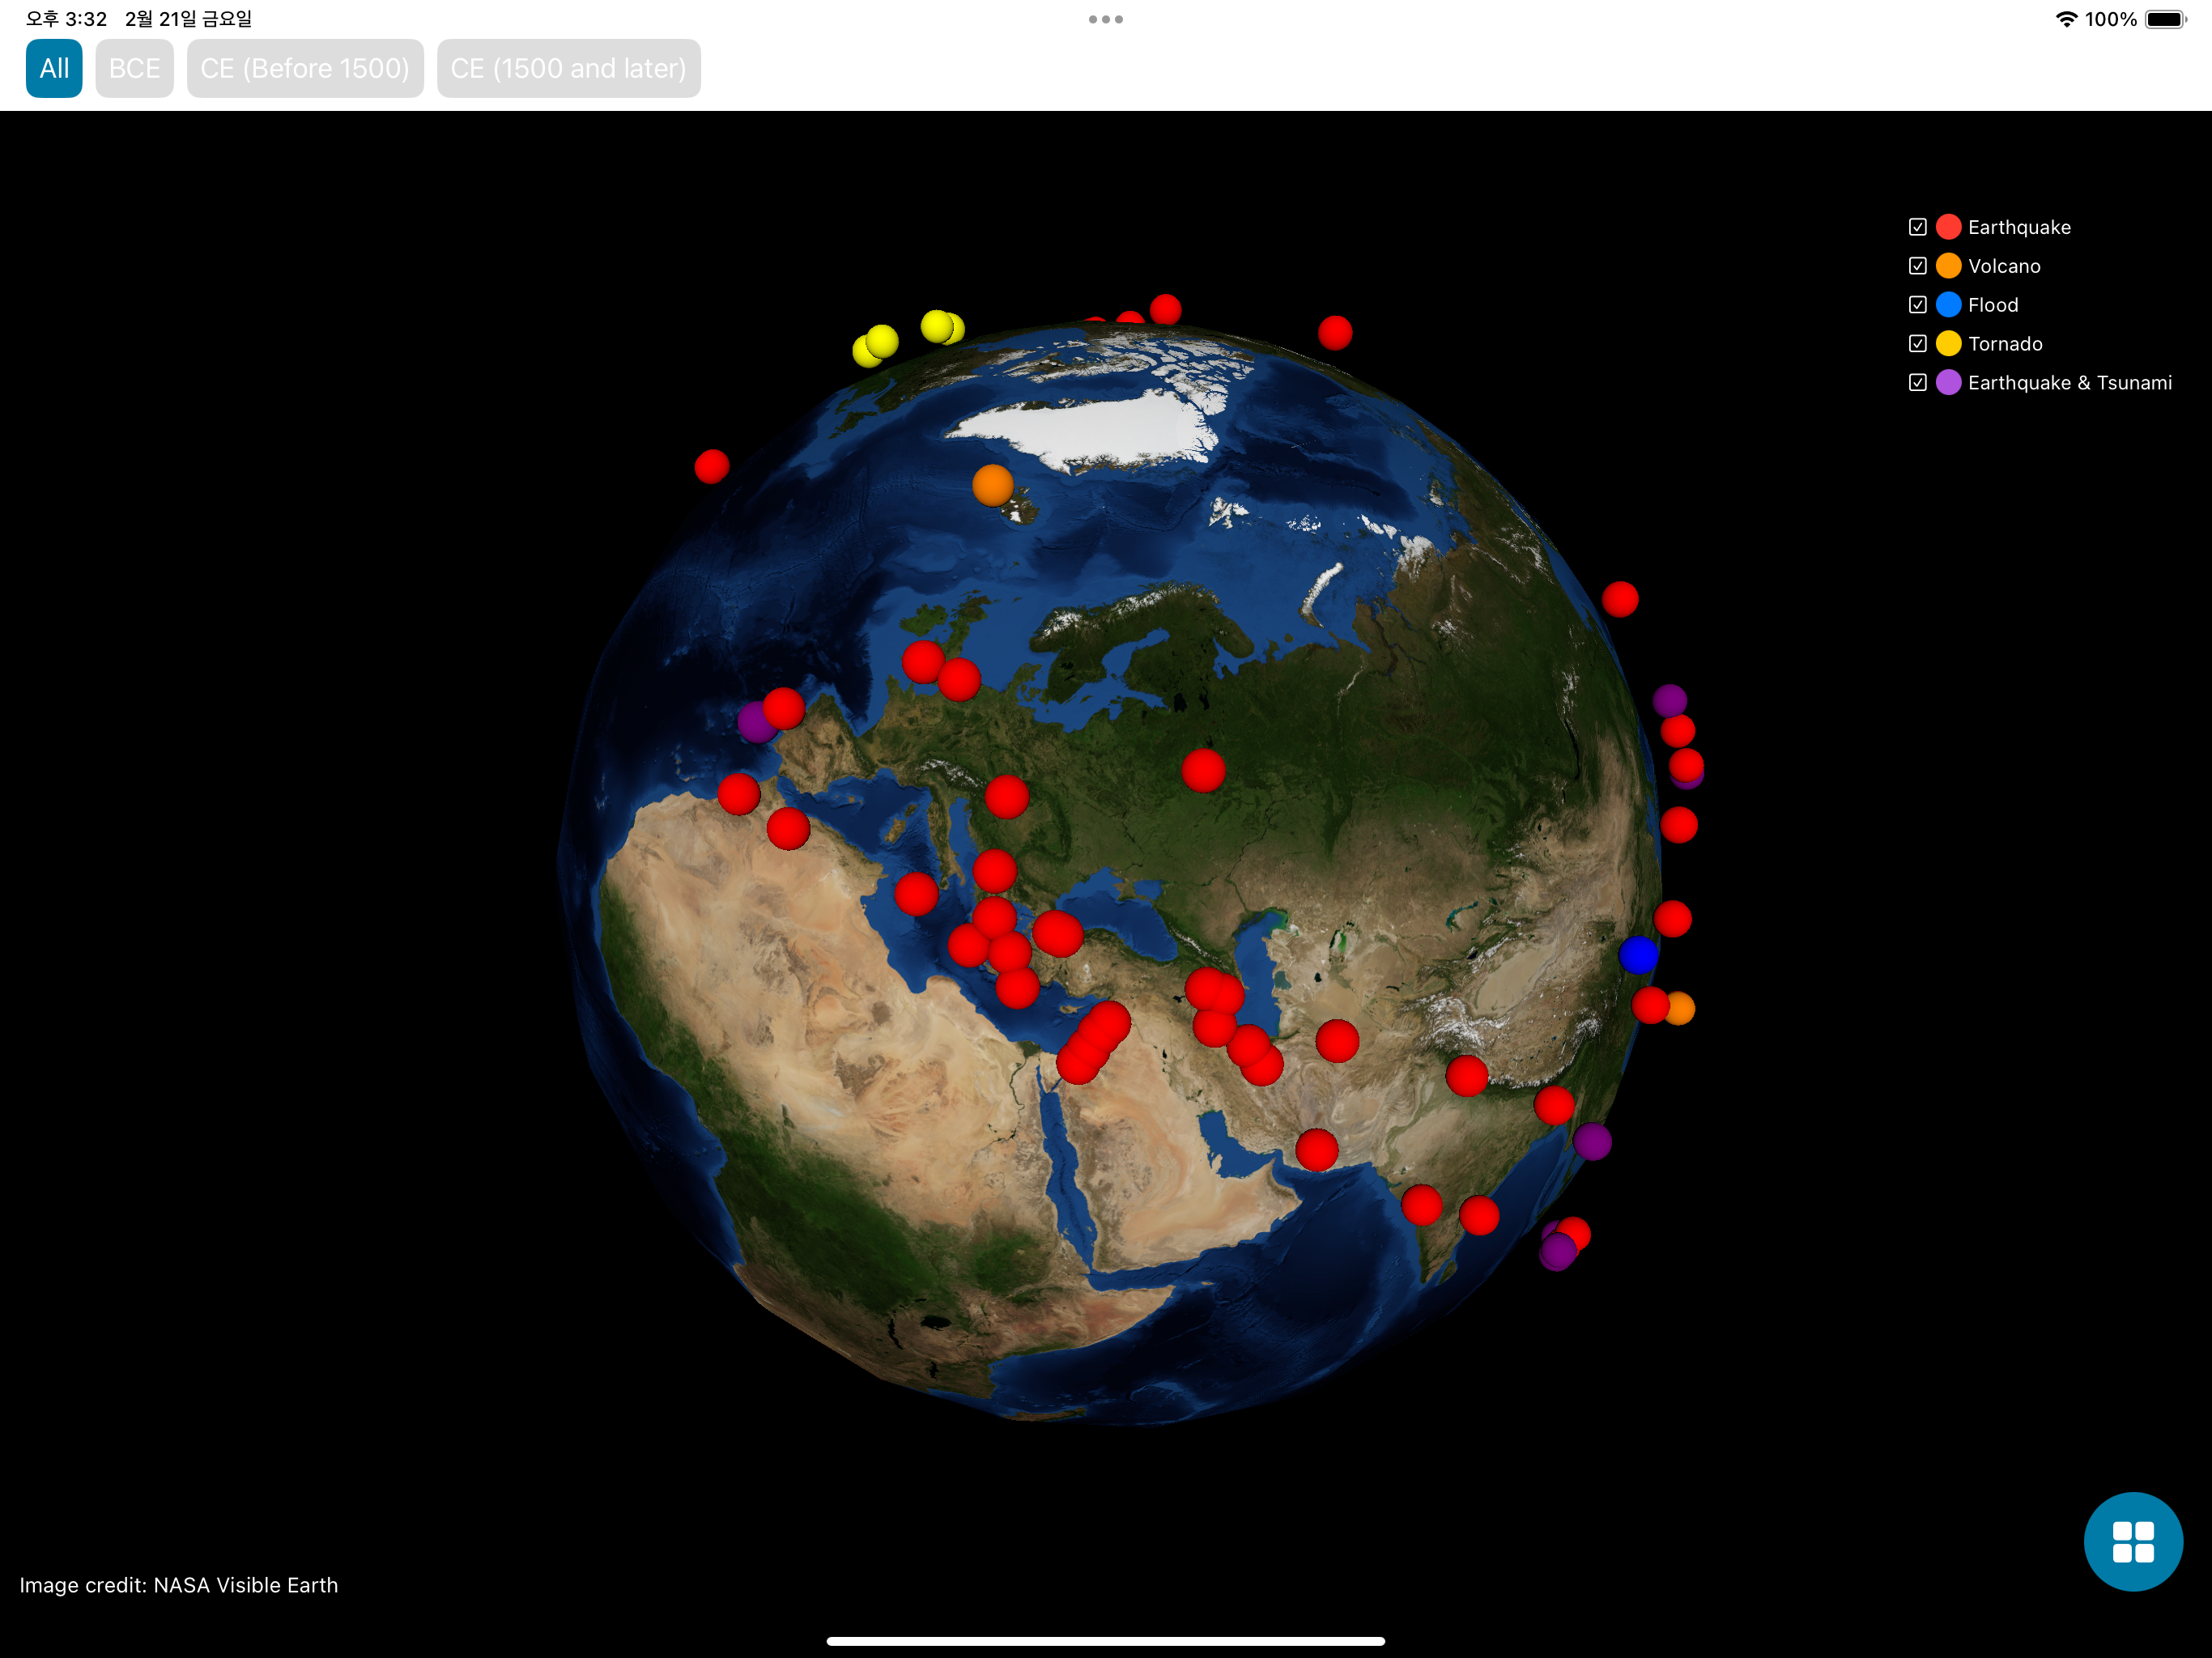 오후 3:32 2월 21일 금요일
100%
All
BCE
CE (Before 1500)
CE (1500 and later)
Earthquake
Volcano
Flood
Tornado
Earthquake & Tsunami
Image credit: NASA Visible Earth